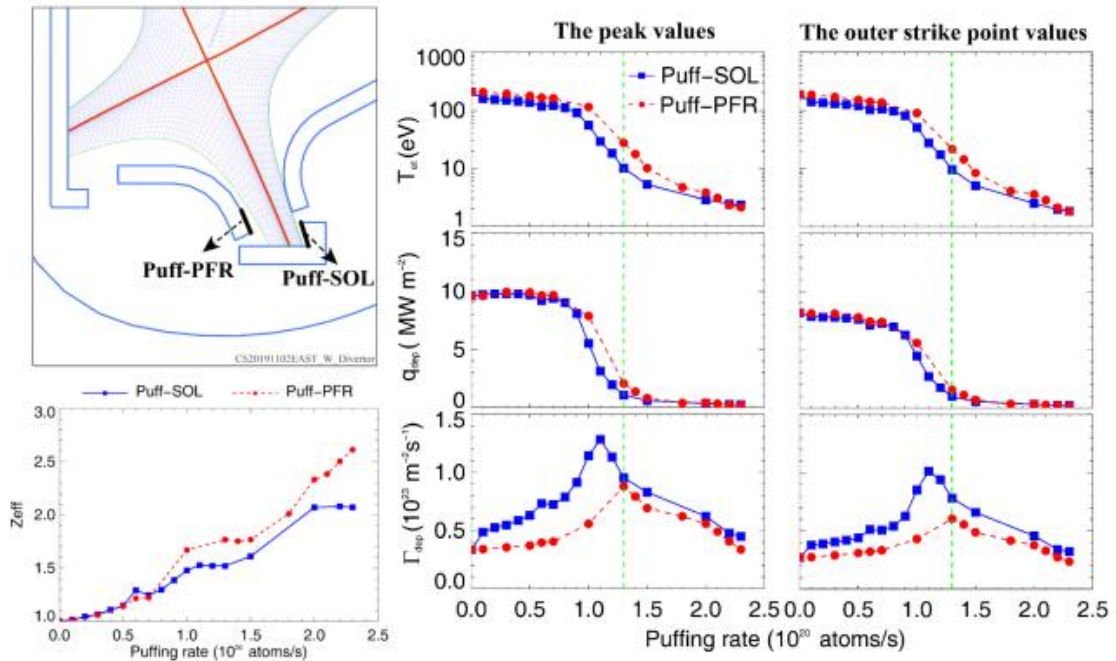 Puff-PFR
Puff-SOL
CS20191102EAST_W_Divertor
Puff-SOL Puff-PFR
3.0
2.5
2.0
1.5
1.0
Zeff
0.0 0.5 1.0 1.5 2.0 2.5
Puffing rate (10²⁰ atoms/s)
The peak values The outer strike point values
Puff-SOL
Puff-PFR
1000
100
10
1
(eV)
15
10
5
0
q_dep( MW m⁻²)
1.5
1.0
0.5
0.0
Γ_dep (10²³ m⁻²s⁻¹)
0.0 0.5 1.0 1.5 2.0 2.5 0.0 0.5 1.0 1.5 2.0 2.5
Puffing rate (10²⁰ atoms/s)